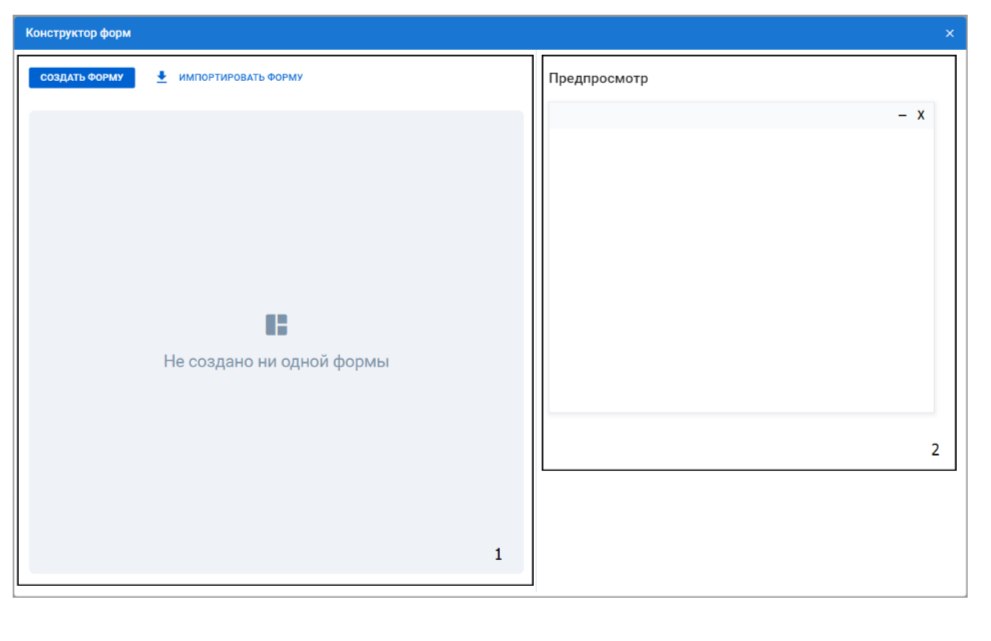 Конструктор форм ×
СОЗДАТЬ ФОРМУ ИМПОРТИРОВАТЬ ФОРМУ
Не создано ни одной формы
1
Предпросмотр
– X
2